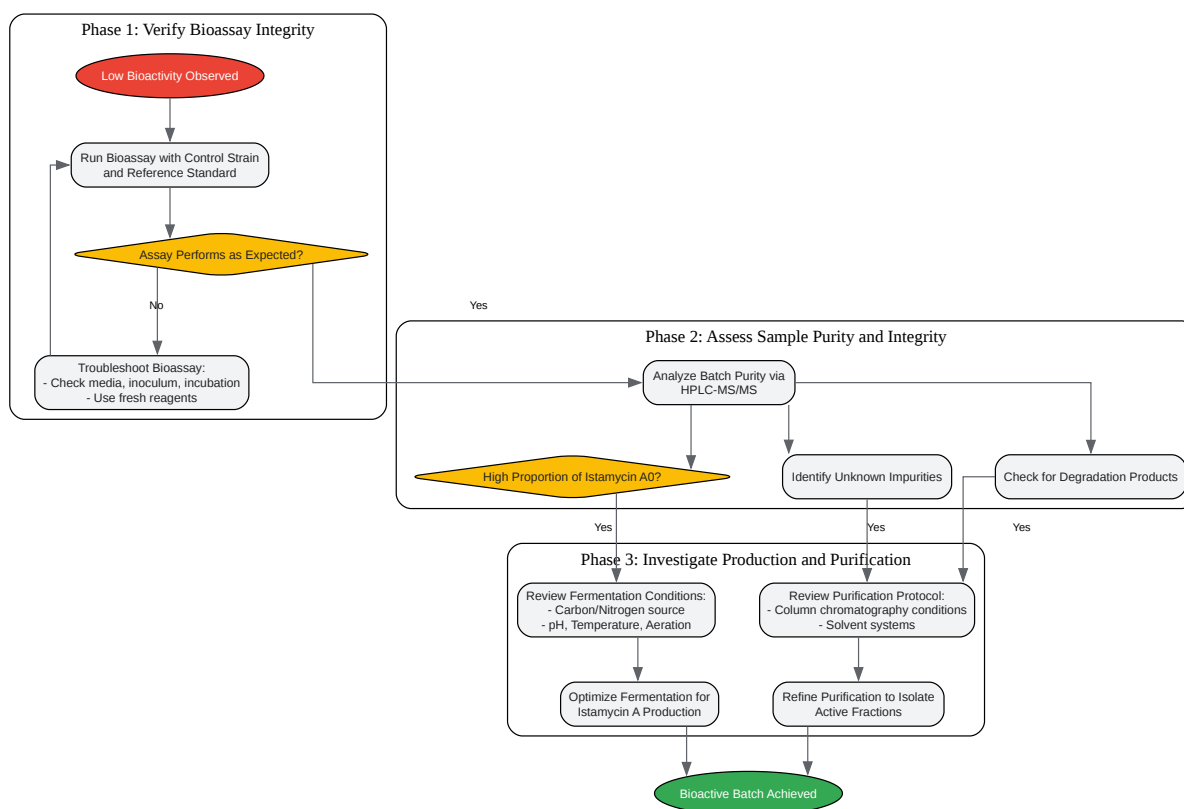 Phase 1: Verify Bioassay Integrity
Low Bioactivity Observed
Run Bioassay with Control Strain
and Reference Standard
Assay Performs as Expected?
No
Yes
Troubleshoot Bioassay:
- Check media, inoculum, incubation
- Use fresh reagents
Phase 2: Assess Sample Purity and Integrity
Analyze Batch Purity via
HPLC-MS/MS
High Proportion of Istamycin A0?
Identify Unknown Impurities
Check for Degradation Products
Yes
Yes
Yes
Phase 3: Investigate Production and Purification
Review Fermentation Conditions:
- Carbon/Nitrogen source
- pH, Temperature, Aeration
Review Purification Protocol:
- Column chromatography conditions
- Solvent systems
Optimize Fermentation for
Istamycin A Production
Refine Purification to Isolate
Active Fractions
Bioactive Batch Achieved